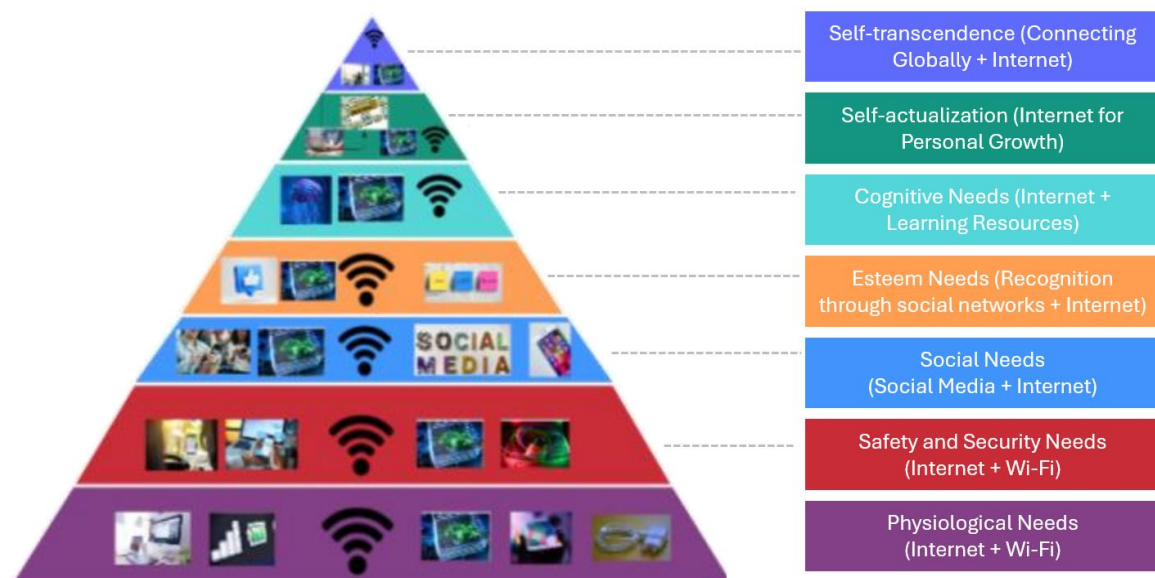 Self-transcendence (Connecting
Globally + Internet)
Self-actualization (Internet for
Personal Growth)
Cognitive Needs (Internet +
Learning Resources)
Esteem Needs (Recognition
through social networks + Internet)
SOCIAL
MEDIA
Social Needs
(Social Media + Internet)
Safety and Security Needs
(Internet + Wi-Fi)
Physiological Needs
(Internet + Wi-Fi)